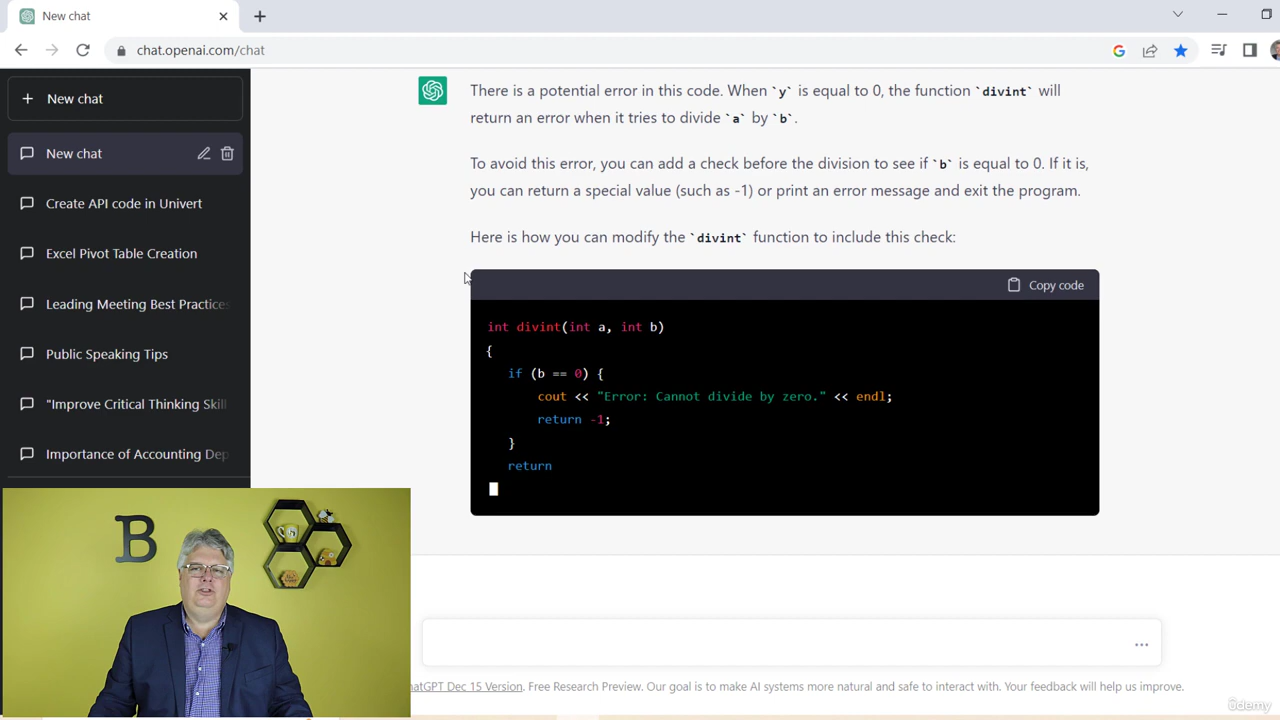 New chat
chat.openai.com/chat
New chat
New chat
Create API code in Univert
Excel Pivot Table Creation
Leading Meeting Best Practices
Public Speaking Tips
"Improve Critical Thinking Skil
Importance of Accounting Dep
There is a potential error in this code. When `y` is equal to 0, the function `divint` will
return an error when it tries to divide `a` by `b`.
To avoid this error, you can add a check before the division to see if `b` is equal to 0. If it is,
you can return a special value (such as -1) or print an error message and exit the program.
Here is how you can modify the `divint` function to include this check:
Copy code
int divint(int a, int b)
{
if (b == 0) {
cout << "Error: Cannot divide by zero." << endl;
return -1;
}
return
B
hatGPT Dec 15 Version. Free Research Preview. Our goal is to make AI systems more natural and safe to interact with. Your feedback will help us improve.
ûdemy